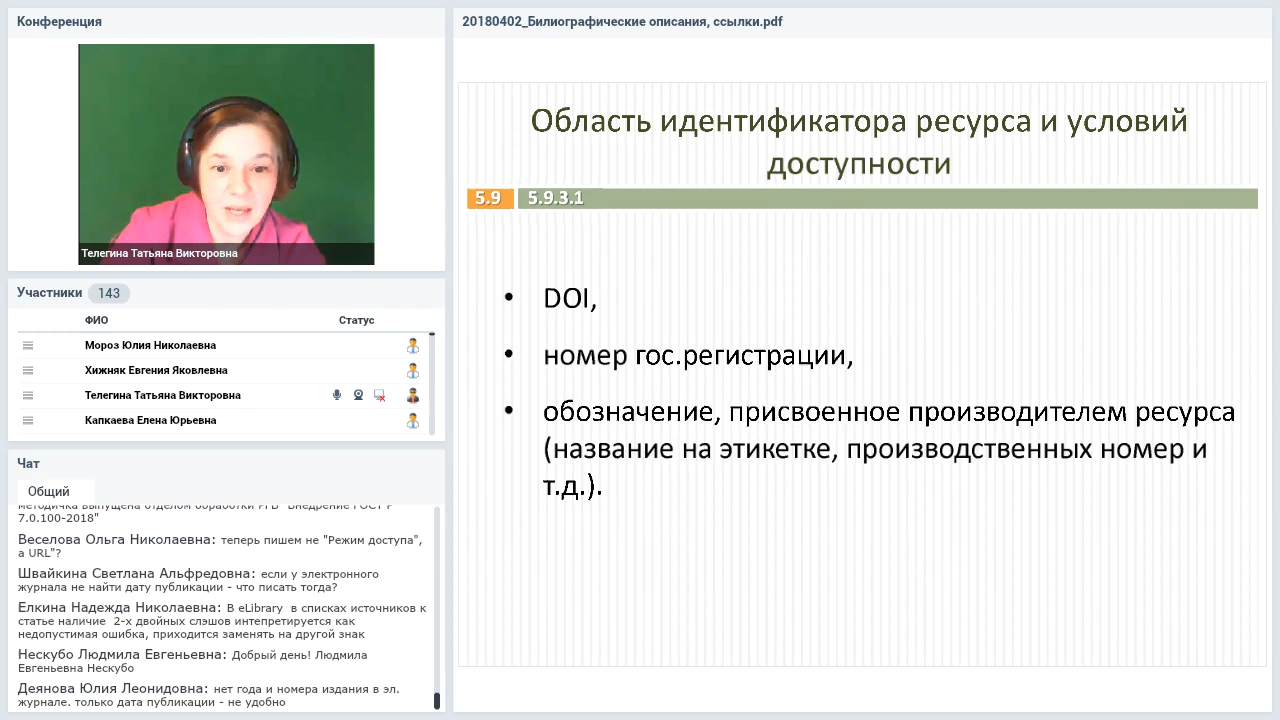 Конференция
Телегина Татьяна Викторовна
Участники 143
ФИО Статус
Мороз Юлия Николаевна
Хижняк Евгения Яковлевна
Телегина Татьяна Викторовна
Капкаева Елена Юрьевна
Чат
Общий
методичка выпущена отделом обработки РГБ "Внедрение ГОСТ Р
7.0.100-2018"
Веселова Ольга Николаевна: теперь пишем не "Режим доступа",
а URL"?
Швайкина Светлана Альфредовна: если у электронного
журнала не найти дату публикации - что писать тогда?
Елкина Надежда Николаевна: В eLibrary в списках источников к
статье наличие 2-х двойных слэшов интепретируется как
недопустимая ошибка, приходится заменять на другой знак
Нескубо Людмила Евгеньевна: Добрый день! Людмила
Евгеньевна Нескубо
Деянова Юлия Леонидовна: нет года и номера издания в эл.
журнале. только дата публикации - не удобно
20180402_Билиографические описания, ссылки.pdf
Область идентификатора ресурса и условий
доступности
5.9 5.9.3.1
• DOI,
• номер гос.регистрации,
• обозначение, присвоенное производителем ресурса
(название на этикетке, производственных номер и
т.д.).